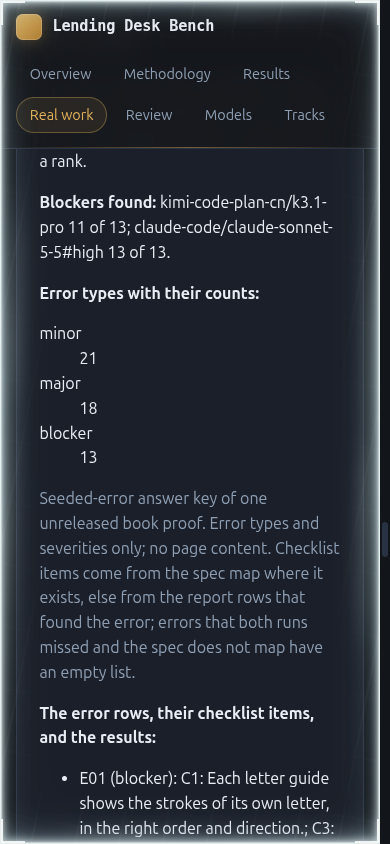 Lending Desk Bench
Overview Methodology Results
Real work Review Models Tracks
a rank.
Blockers found: kimi-code-plan-cn/k3.1-
pro 11 of 13; claude-code/claude-sonnet-
5-5#high 13 of 13.
Error types with their counts:
minor
21
major
18
blocker
13
Seeded-error answer key of one
unreleased book proof. Error types and
severities only; no page content. Checklist
items come from the spec map where it
exists, else from the report rows that
found the error; errors that both runs
missed and the spec does not map have
an empty list.
The error rows, their checklist items,
and the results:
• E01 (blocker): C1: Each letter guide
shows the strokes of its own letter,
in the right order and direction.; C3: